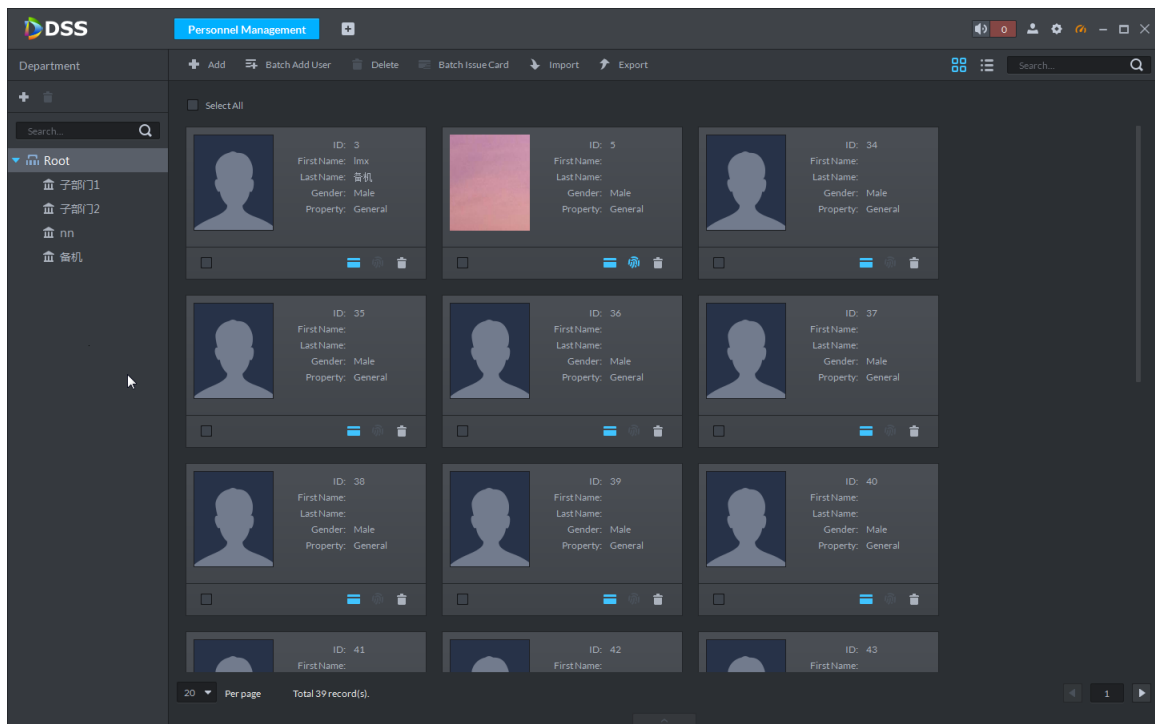 DSS Personnel Management 0
Department Add Batch Add User Delete Batch Issue Card Import Export Search...
Select All
Search...
Root
子部门1
子部门2
nn
备机
ID: 3
First Name: lmx
Last Name: 备机
Gender: Male
Property: General
ID: 5
First Name:
Last Name:
Gender: Male
Property: General
ID: 34
First Name:
Last Name:
Gender: Male
Property: General
ID: 35
First Name:
Last Name:
Gender: Male
Property: General
ID: 36
First Name:
Last Name:
Gender: Male
Property: General
ID: 37
First Name:
Last Name:
Gender: Male
Property: General
ID: 38
First Name:
Last Name:
Gender: Male
Property: General
ID: 39
First Name:
Last Name:
Gender: Male
Property: General
ID: 40
First Name:
Last Name:
Gender: Male
Property: General
ID: 41
First Name:
ID: 42
First Name:
ID: 43
First Name:
20 Per page Total 39 record(s). 1